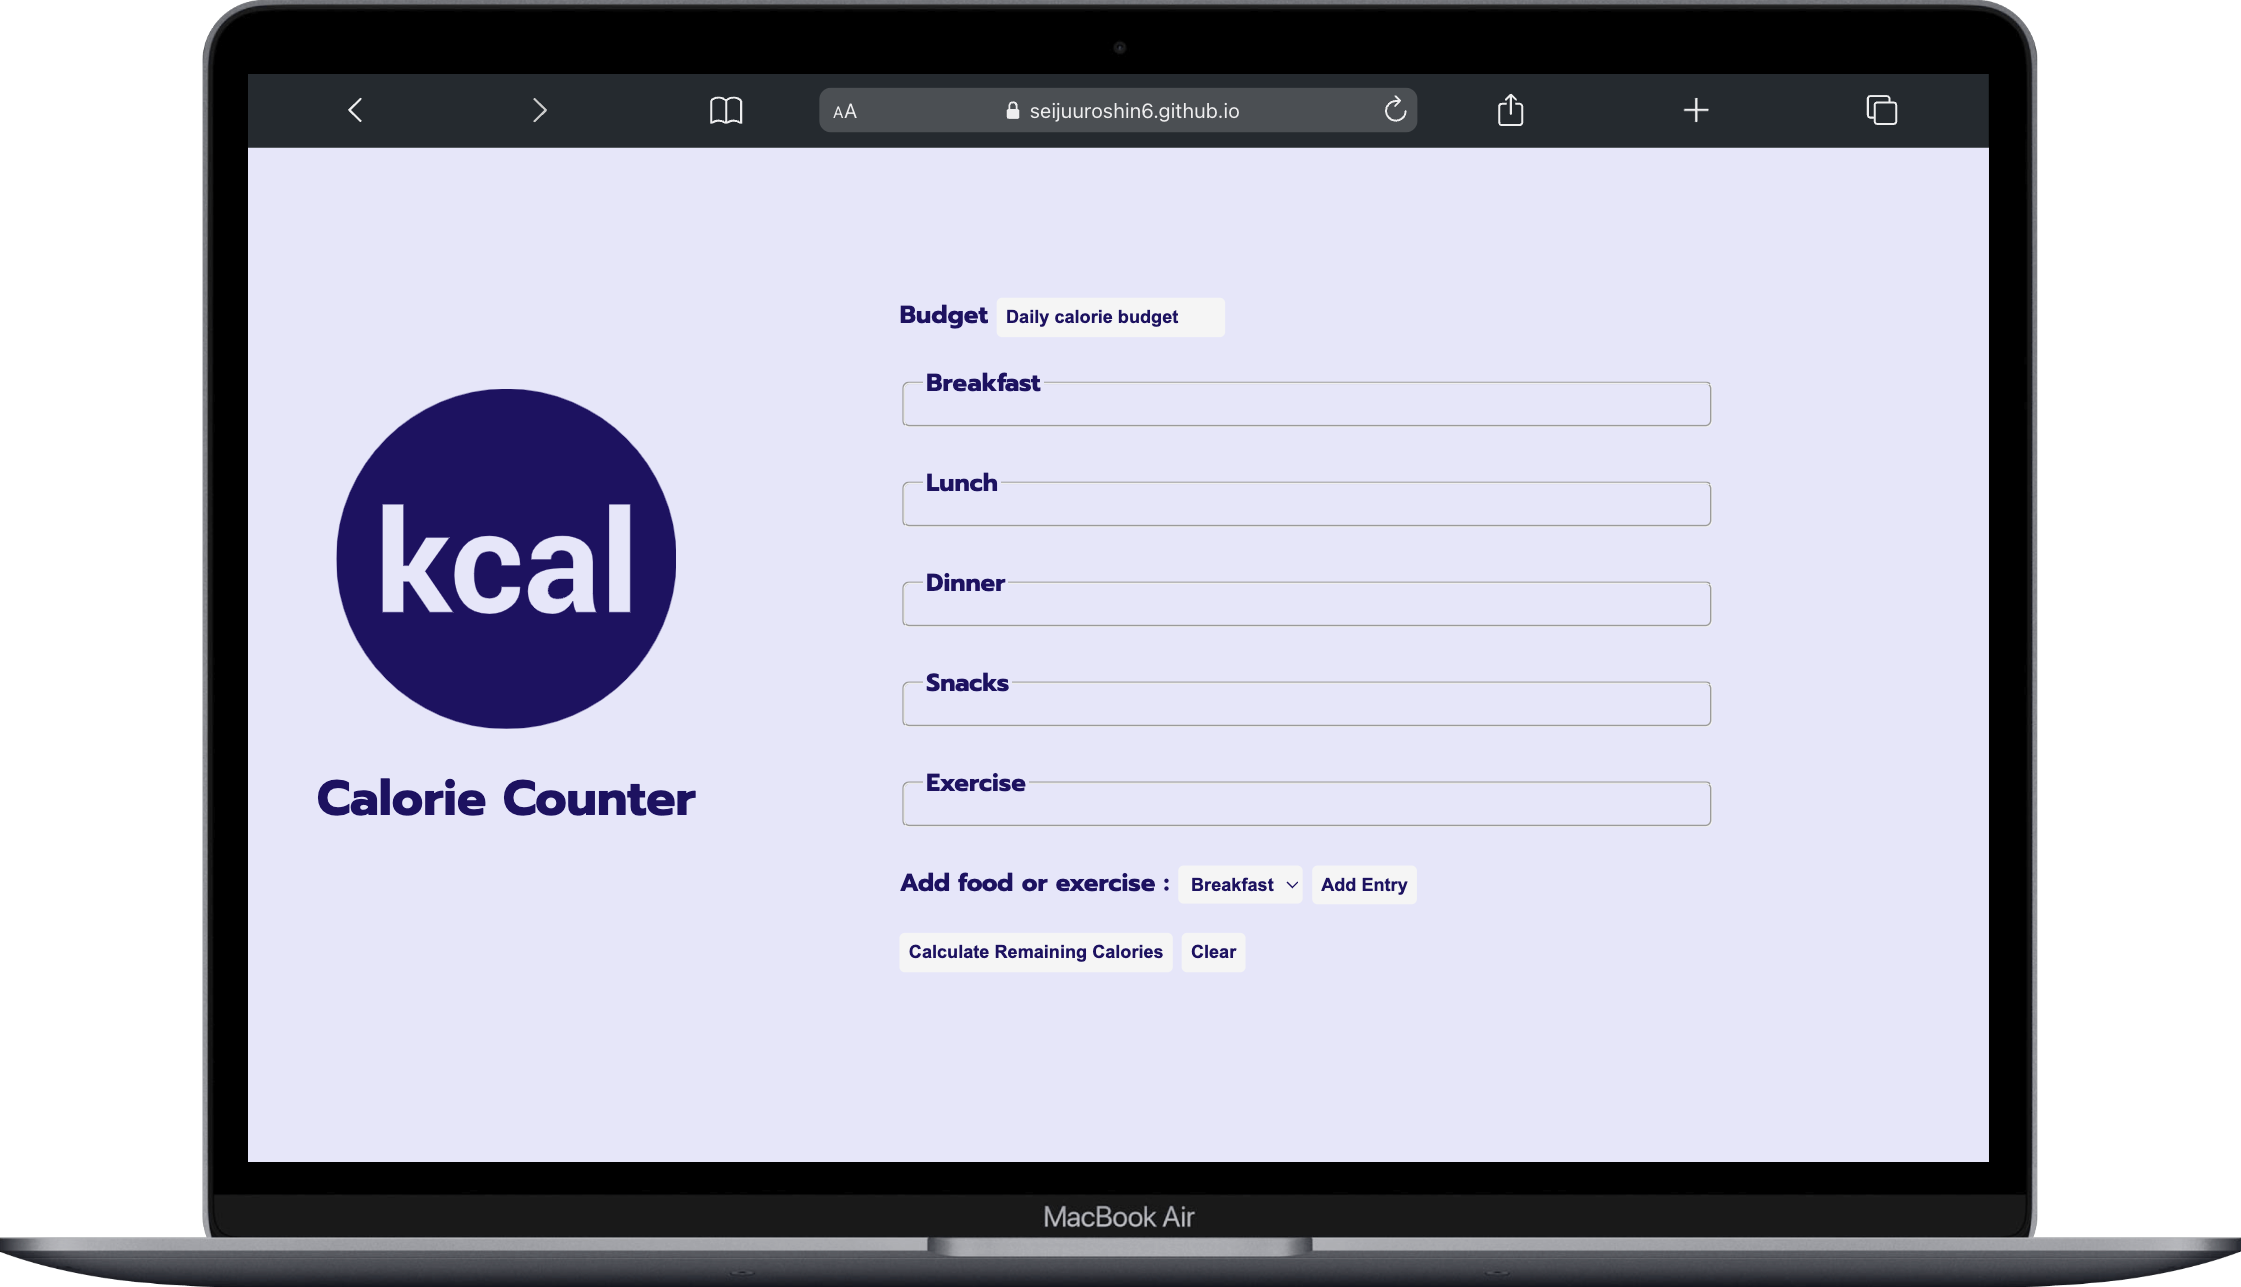 AA seijuuroshin6.github.io
Budget Daily calorie budget
Breakfast
Lunch
Dinner
Snacks
Exercise
kcal
Calorie Counter
Add food or exercise : Breakfast Add Entry
Calculate Remaining Calories Clear
MacBook Air